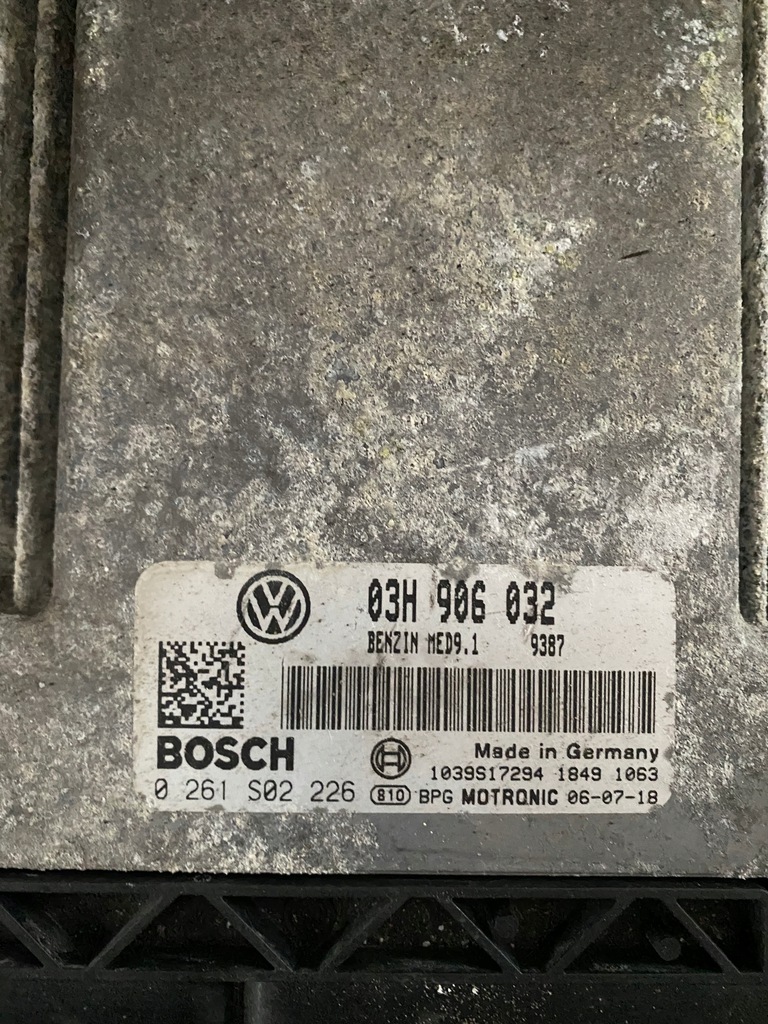 03H 906 032
BENZIN MED9.1 9387
BOSCH
Made in Germany
1039S17294 1849 1063
0 261 S02 226 810 BPG MOTRONIC 06-07-18